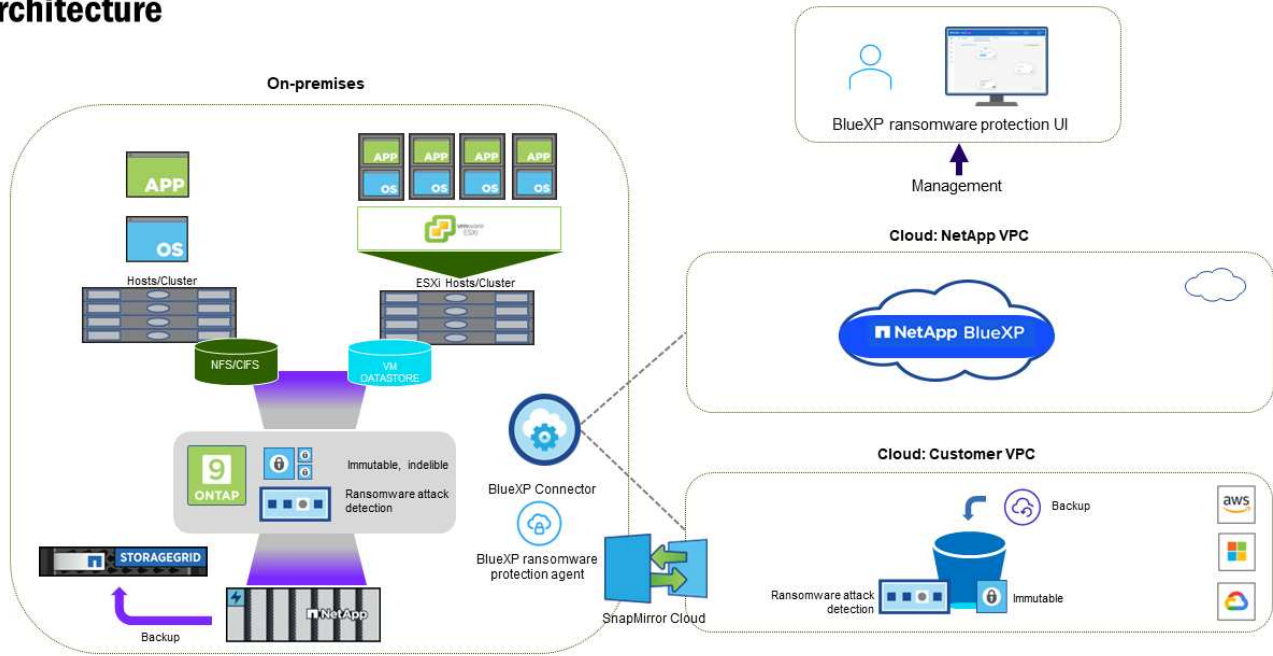 rchitecture
On-premises
APP
OS
Hosts/Cluster
APP APP APP APP
OS OS OS OS
vmware
ESXi
ESXi Hosts/Cluster
NFS/CIFS
VM
DATASTORE
9
ONTAP
Immutable, indelible
Ransomware attack
detection
STORAGEGRID
Backup
NetApp
BlueXP Connector
BlueXP ransomware
protection agent
SnapMirror Cloud
BlueXP ransomware protection UI
Management
Cloud: NetApp VPC
NetApp BlueXP
Cloud: Customer VPC
Backup
Ransomware attack
detection
Immutable
aws